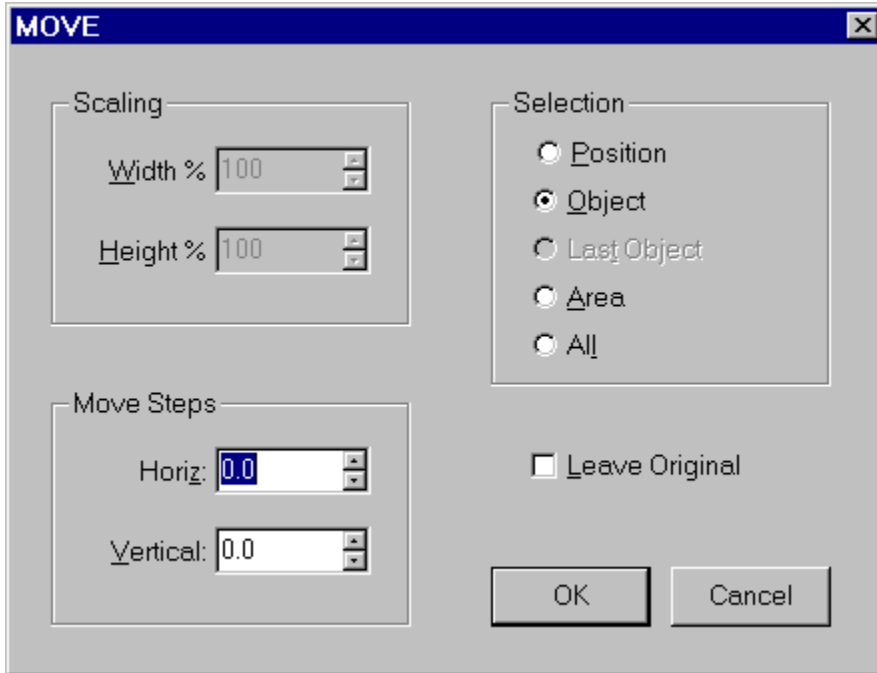 MOVE
Scaling
Width % 100
Height % 100
Selection
Position
Object
Last Object
Area
All
Move Steps
Horiz: 0.0
Vertical: 0.0
Leave Original
OK
Cancel